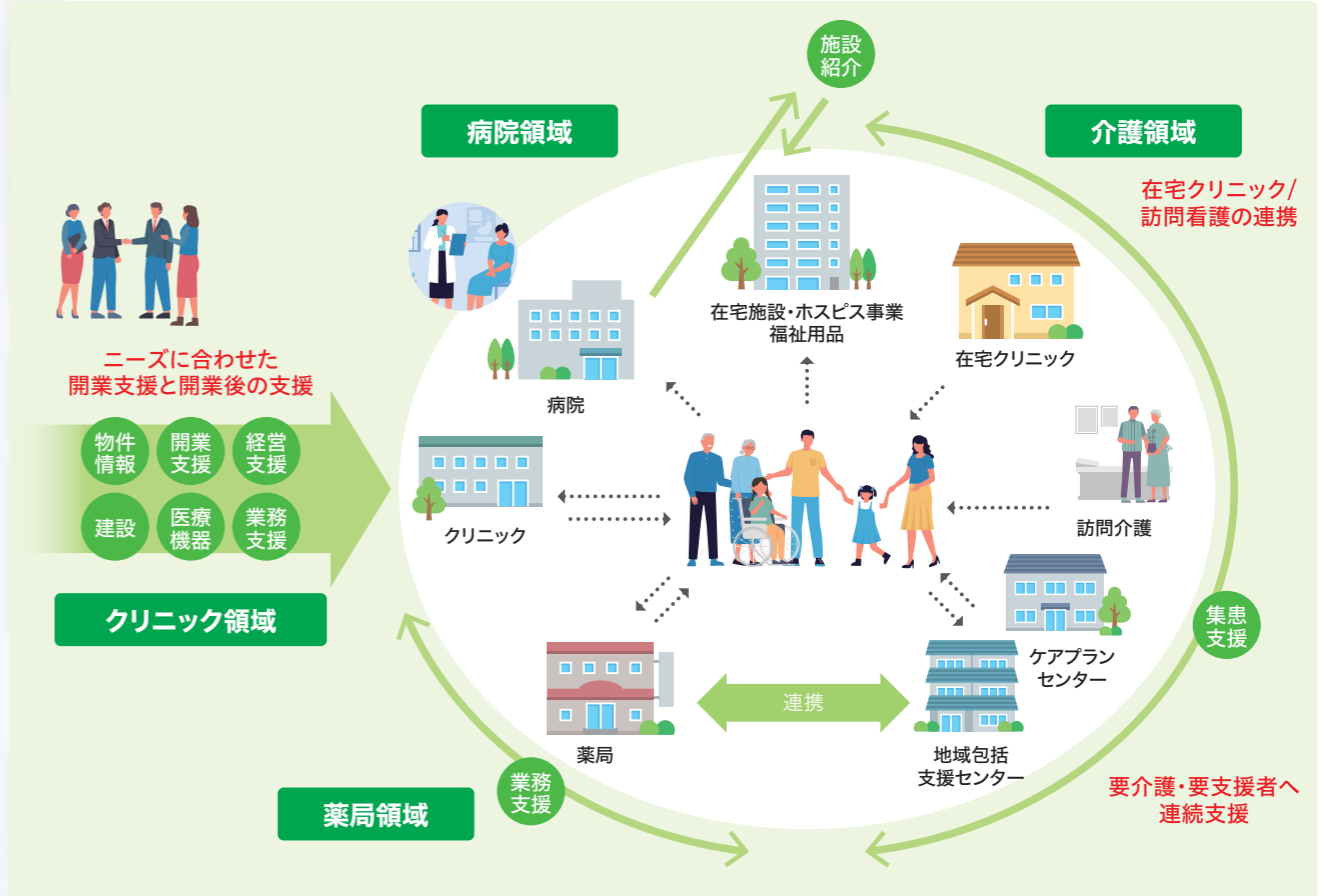 施設
紹介
病院領域
介護領域
在宅クリニック/
訪問看護の連携
ニーズに合わせた
開業支援と開業後の支援
物件
情報
開業
支援
経営
支援
建設
医療
機器
業務
支援
クリニック領域
在宅施設・ホスピス事業
福祉用品
在宅クリニック
病院
クリニック
訪問介護
ケアプラン
センター
集患
支援
連携
薬局
地域包括
支援センター
業務
支援
薬局領域
要介護・要支援者へ
連続支援